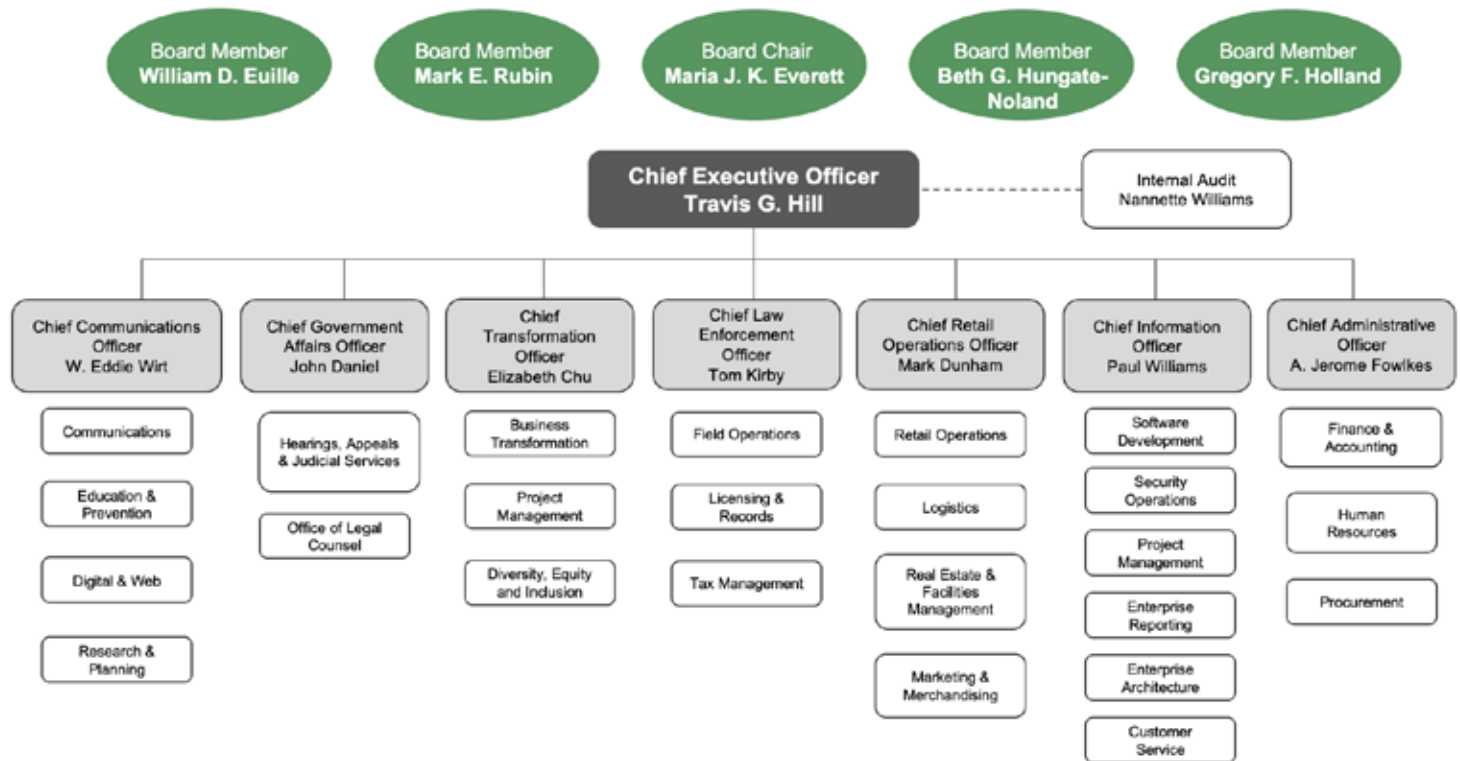 Board Member
William D. Euille
Board Member
Mark E. Rubin
Board Chair
Maria J. K. Everett
Board Member
Beth G. Hungate-
Noland
Board Member
Gregory F. Holland
Chief Executive Officer
Travis G. Hill
Internal Audit
Nannette Williams
Chief Communications
Officer
W. Eddie Wirt
Chief Government
Affairs Officer
John Daniel
Chief
Transformation
Officer
Elizabeth Chu
Chief Law
Enforcement
Officer
Tom Kirby
Chief Retail
Operations Officer
Mark Dunham
Chief Information
Officer
Paul Williams
Chief Administrative
Officer
A. Jerome Fowlkes
Communications
Education &
Prevention
Digital & Web
Research &
Planning
Hearings, Appeals
& Judicial Services
Office of Legal
Counsel
Business
Transformation
Project
Management
Diversity, Equity
and Inclusion
Field Operations
Licensing &
Records
Tax Management
Retail Operations
Logistics
Real Estate &
Facilities
Management
Marketing &
Merchandising
Software
Development
Security
Operations
Project
Management
Enterprise
Reporting
Enterprise
Architecture
Customer
Service
Finance &
Accounting
Human
Resources
Procurement